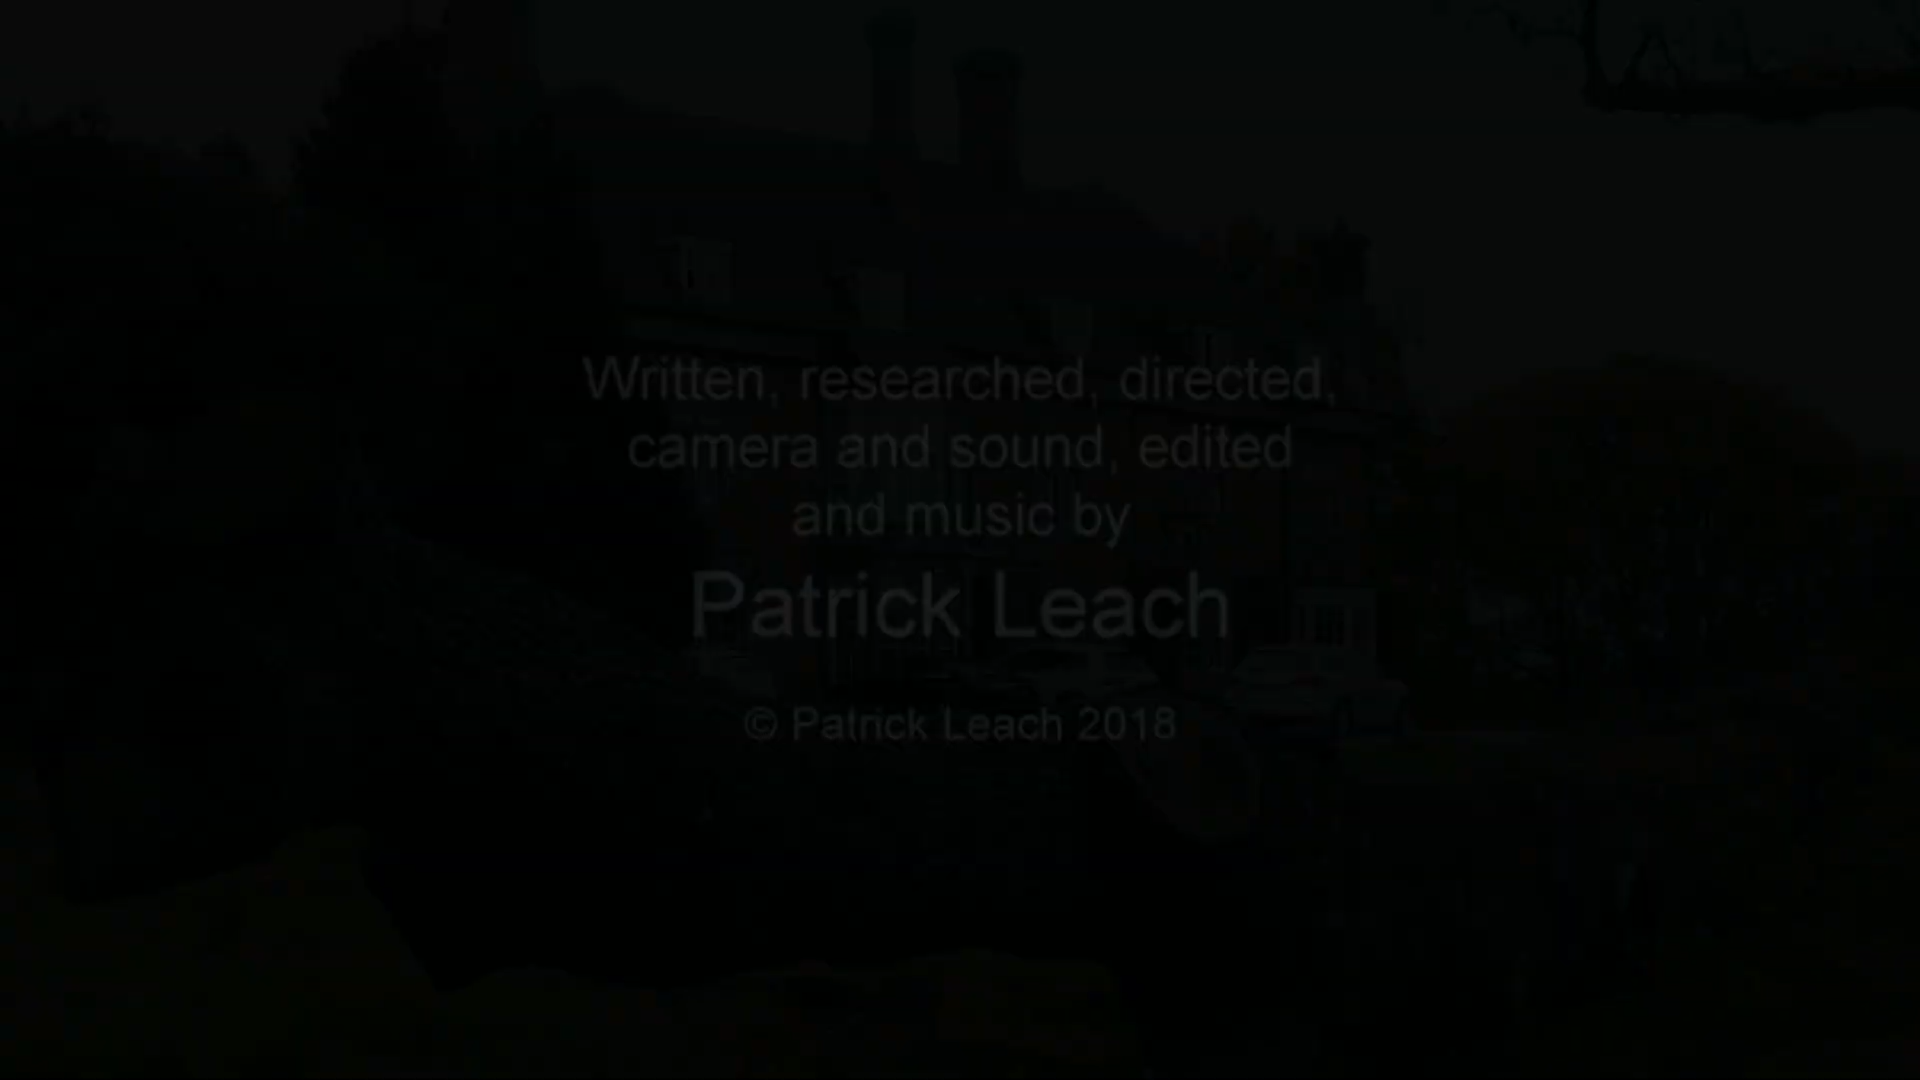 Written, researched, directed,
camera and sound, edited
and music by
Patrick Leach
© Patrick Leach 2018